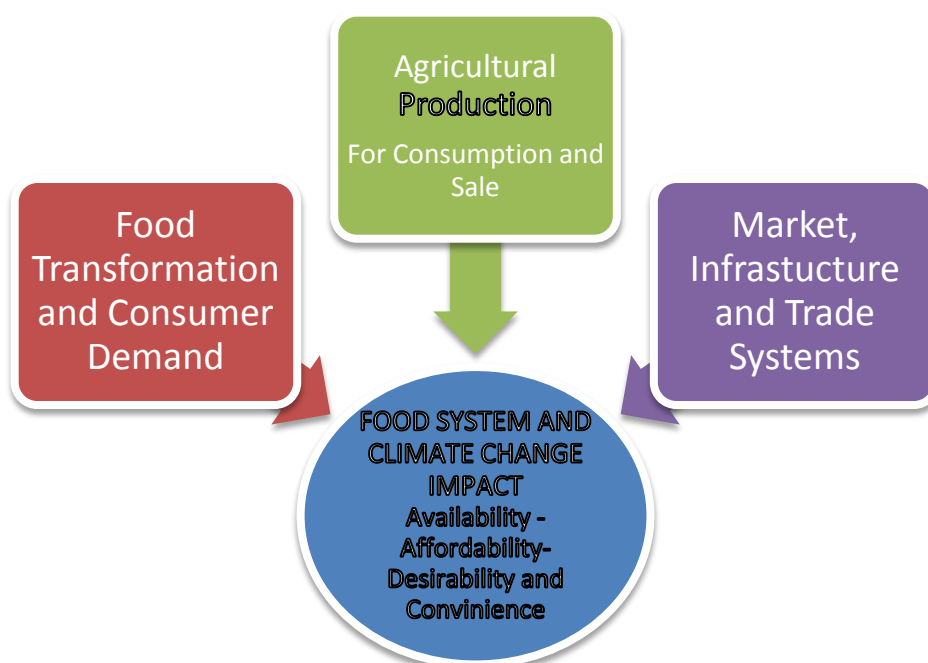 Agricultural
Production
For Consumption and
Sale
Food
Transformation
and Consumer
Demand
Market,
Infrastucture
and Trade
Systems
FOOD SYSTEM AND
CLIMATE CHANGE
IMPACT
Availability -
Affordability-
Desirability and
Convinience